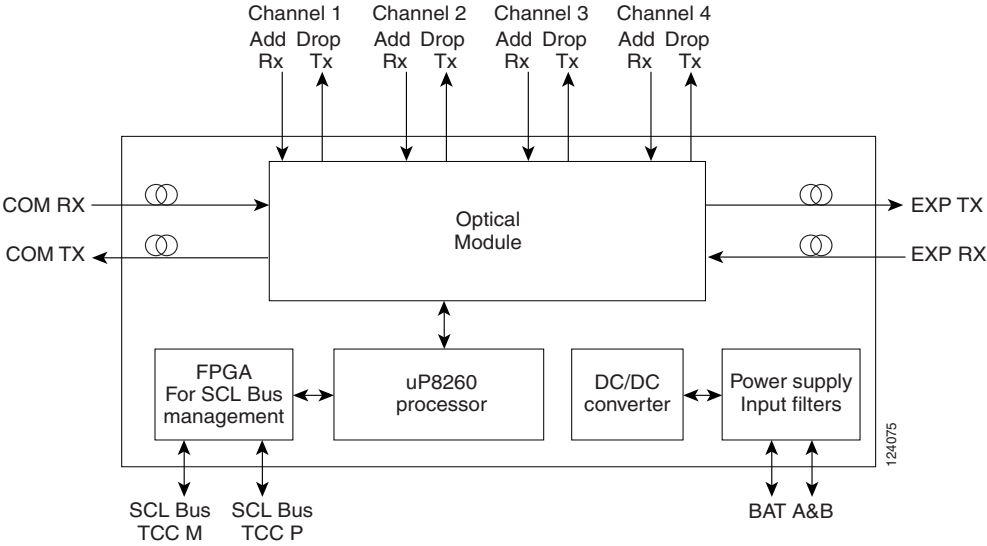 Channel 1 Channel 2 Channel 3 Channel 4
Add Drop Add Drop Add Drop Add Drop
Rx Tx Rx Tx Rx Tx Rx Tx
COM RX
EXP TX
Optical
Module
COM TX
EXP RX
FPGA
For SCL Bus
management
uP8260
processor
DC/DC
converter
Power supply
Input filters
124075
SCL Bus
TCC M
SCL Bus
TCC P
BAT A&B